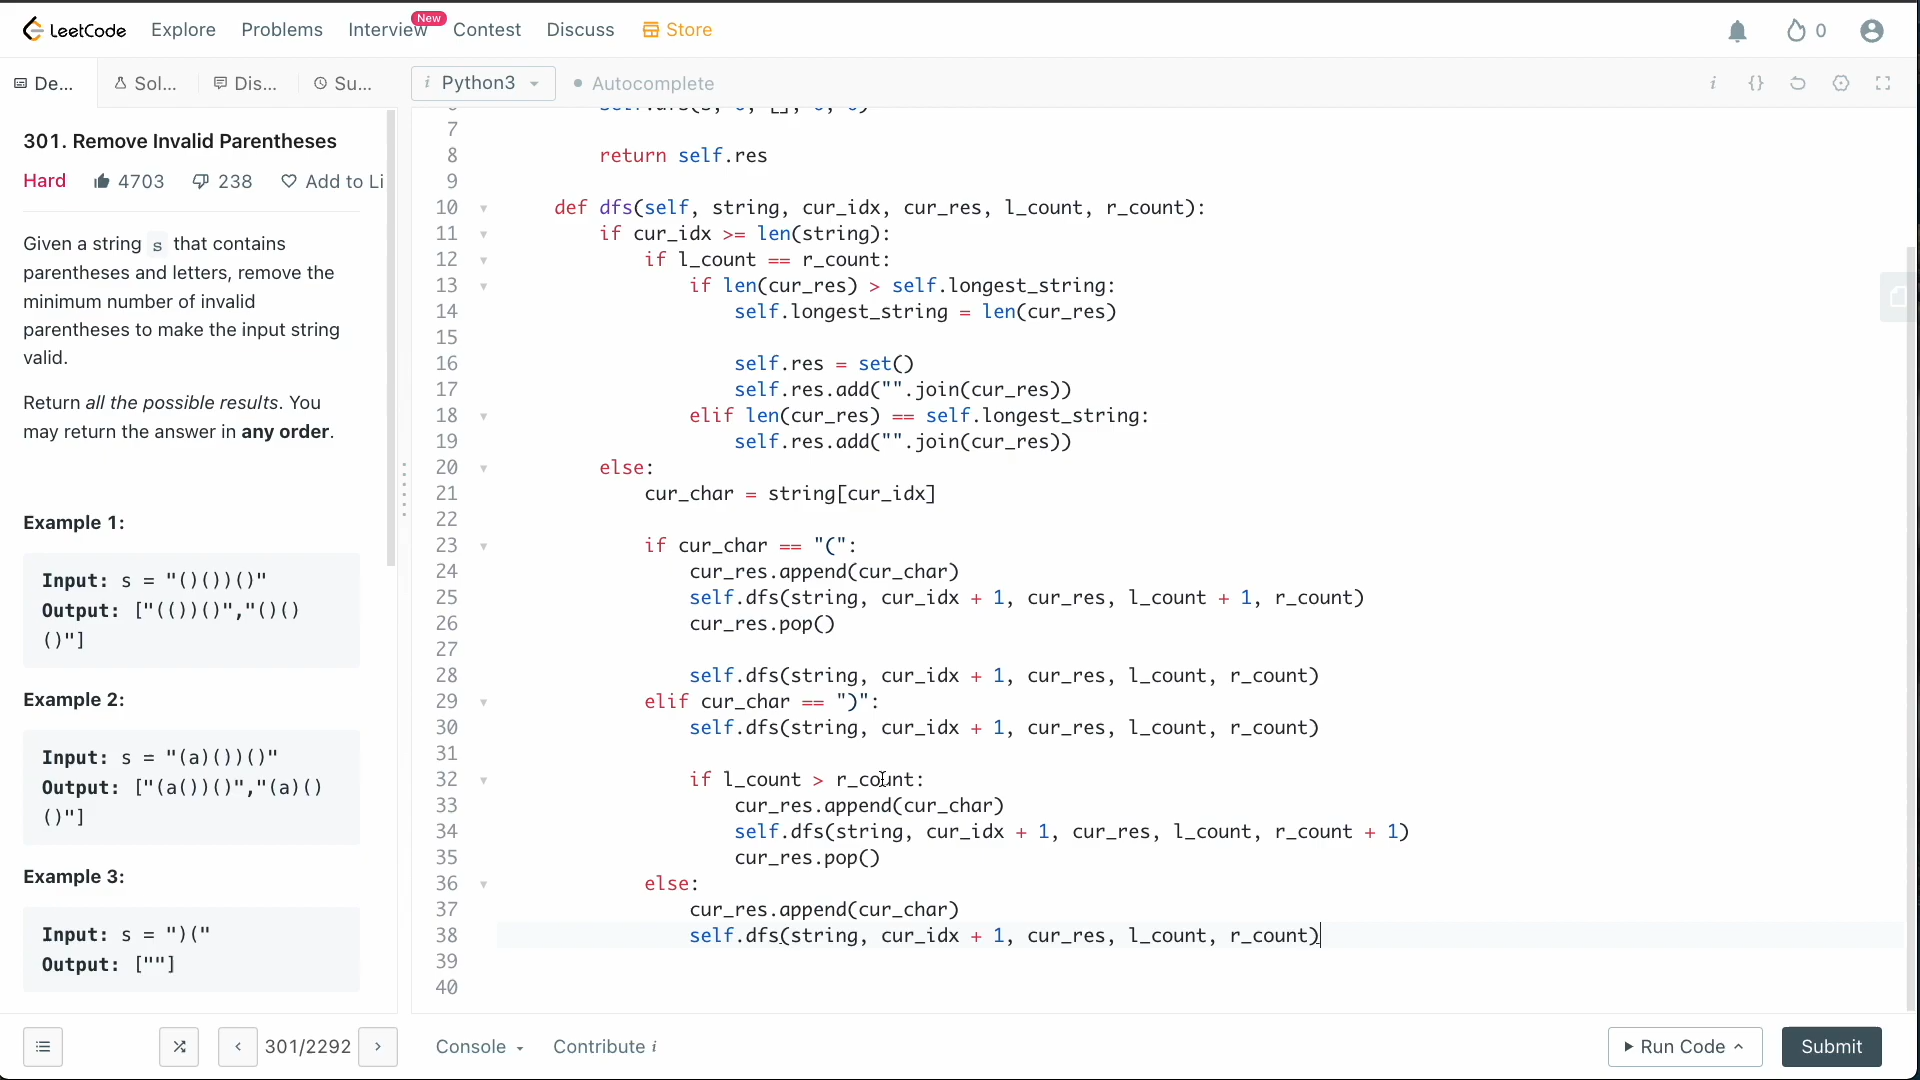 LeetCode Explore Problems Interview New Contest Discuss Store 0
De... Sol... Dis... Su... i Python3 Autocomplete i {}
301. Remove Invalid Parentheses
Hard 4703 238 Add to Li
Given a string s that contains
parentheses and letters, remove the
minimum number of invalid
parentheses to make the input string
valid.
Return all the possible results. You
may return the answer in any order.
Example 1:
Input: s = "()())()"
Output: ["(())()","()()
()"]
Example 2:
Input: s = "(a)())()"
Output: ["(a())()","(a)()
()"]
Example 3:
Input: s = ")("
Output: [""]
7
8 return self.res
9
10 def dfs(self, string, cur_idx, cur_res, l_count, r_count):
11 if cur_idx >= len(string):
12 if l_count == r_count:
13 if len(cur_res) > self.longest_string:
14 self.longest_string = len(cur_res)
15
16 self.res = set()
17 self.res.add("".join(cur_res))
18 elif len(cur_res) == self.longest_string:
19 self.res.add("".join(cur_res))
20 else:
21 cur_char = string[cur_idx]
22
23 if cur_char == "(":
24 cur_res.append(cur_char)
25 self.dfs(string, cur_idx + 1, cur_res, l_count + 1, r_count)
26 cur_res.pop()
27
28 self.dfs(string, cur_idx + 1, cur_res, l_count, r_count)
29 elif cur_char == ")":
30 self.dfs(string, cur_idx + 1, cur_res, l_count, r_count)
31
32 if l_count > r_count:
33 cur_res.append(cur_char)
34 self.dfs(string, cur_idx + 1, cur_res, l_count, r_count + 1)
35 cur_res.pop()
36 else:
37 cur_res.append(cur_char)
38 self.dfs(string, cur_idx + 1, cur_res, l_count, r_count)
39
40
< 301/2292 > Console Contribute i Run Code Submit